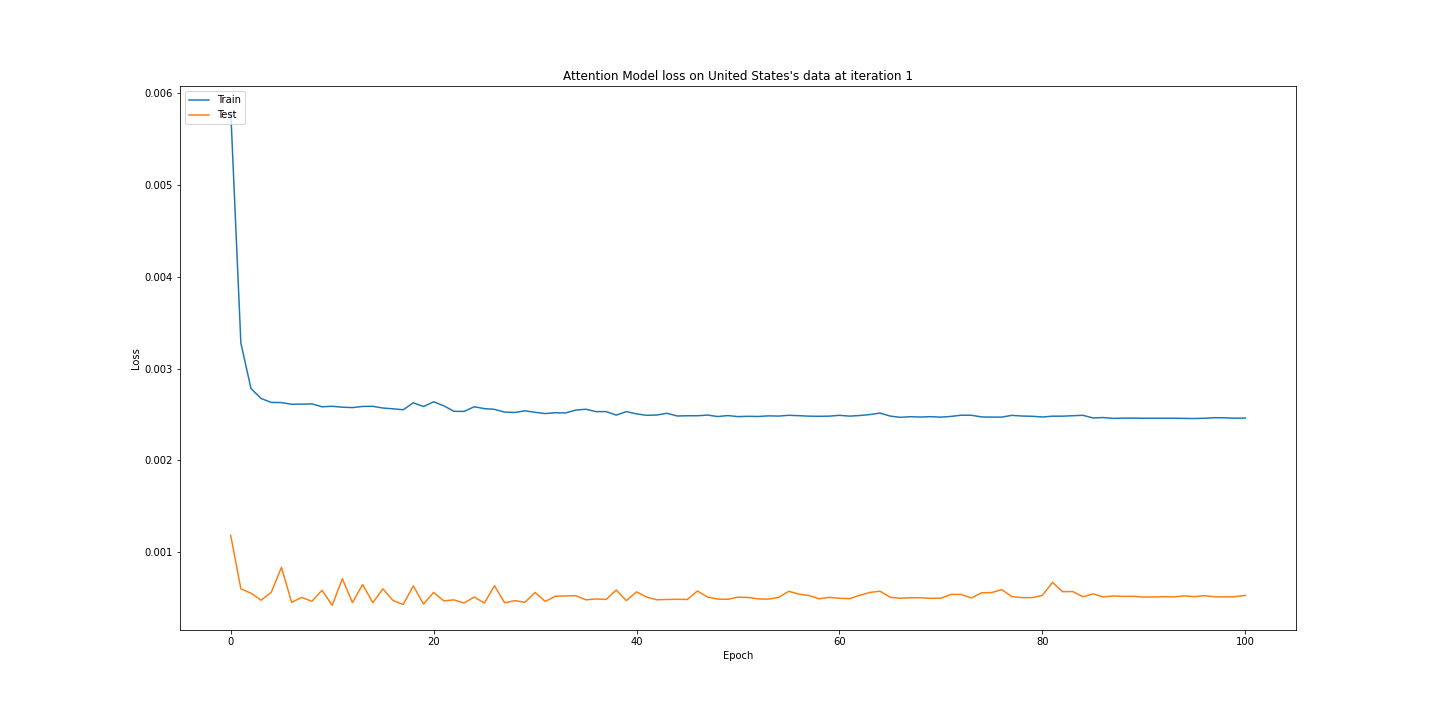 Attention Model loss on United States's data at iteration 1
Train
Test
0.006
0.005
0.004
0.003
0.002
0.001
Loss
0
20
40
60
80
100
Epoch